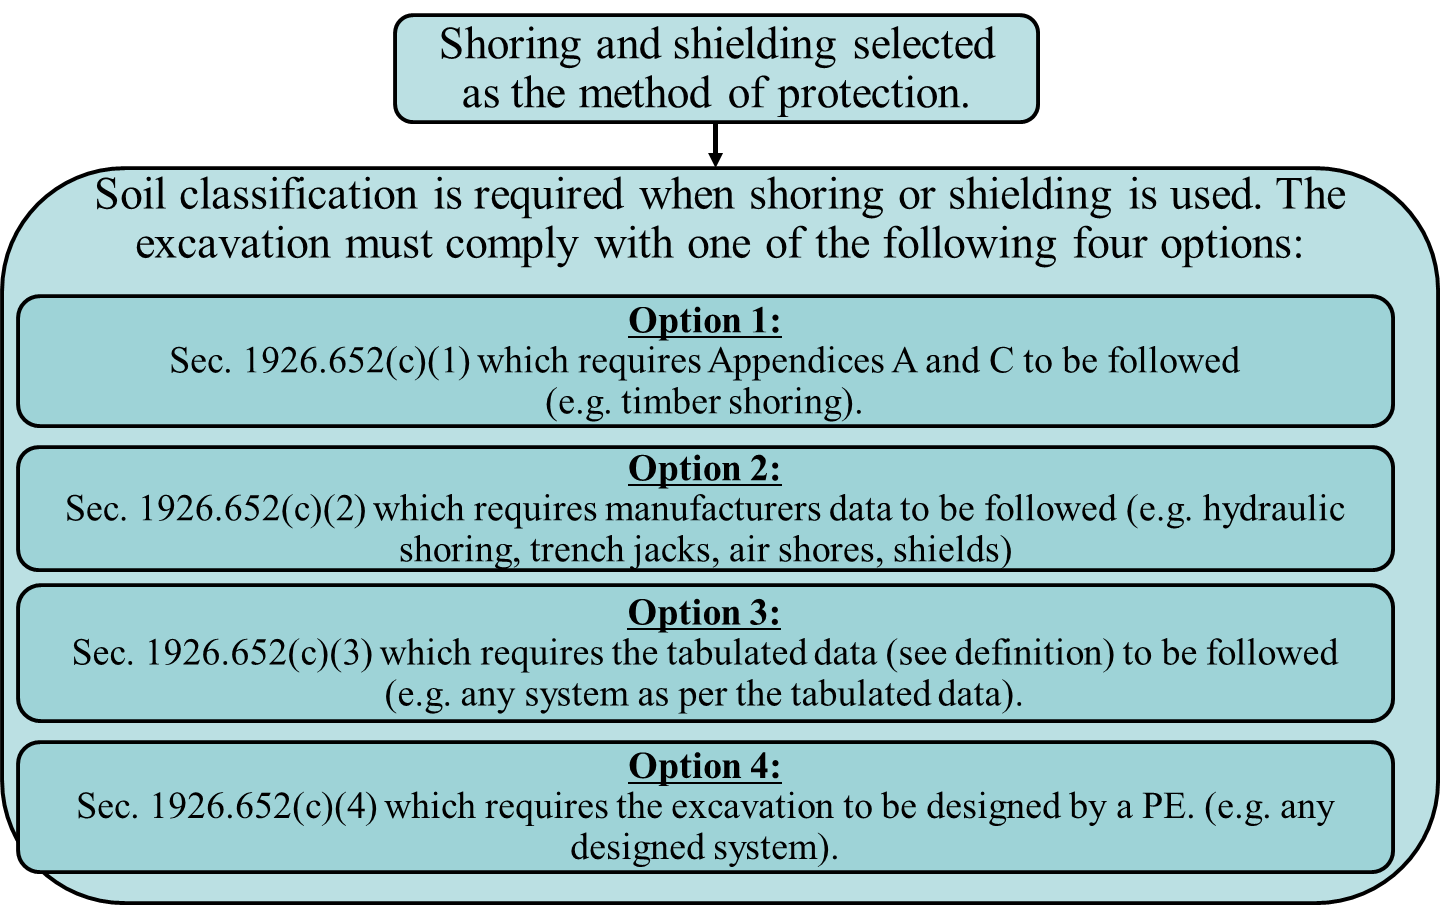 Shoring and shielding selected
as the method of protection.
Soil classification is required when shoring or shielding is used. The
excavation must comply with one of the following four options:
Option 1:
Sec. 1926.652(c)(1) which requires Appendices A and C to be followed
(e.g. timber shoring).
Option 2:
Sec. 1926.652(c)(2) which requires manufacturers data to be followed (e.g. hydraulic
shoring, trench jacks, air shores, shields)
Option 3:
Sec. 1926.652(c)(3) which requires the tabulated data (see definition) to be followed
(e.g. any system as per the tabulated data).
Option 4:
Sec. 1926.652(c)(4) which requires the excavation to be designed by a PE. (e.g. any
designed system).